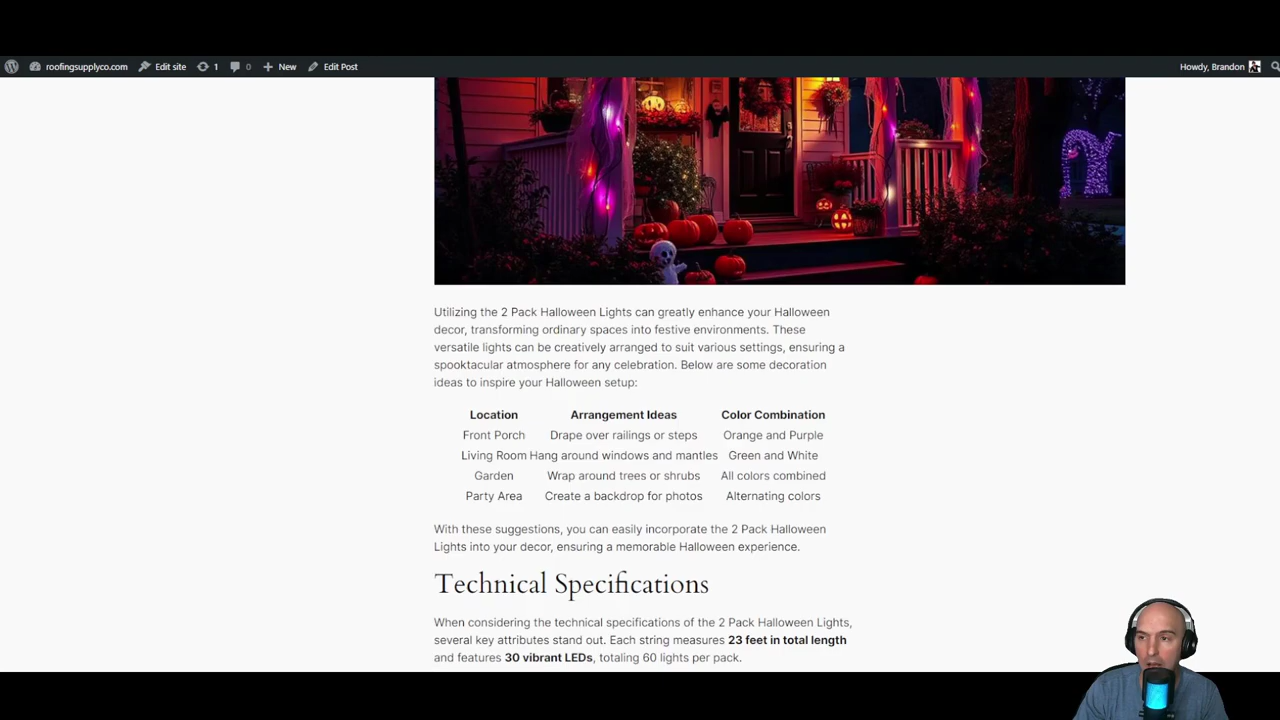 roofingsupplyco.com Edit site 1 0 New Edit Post Howdy, Brandon
Utilizing the 2 Pack Halloween Lights can greatly enhance your Halloween
decor, transforming ordinary spaces into festive environments. These
versatile lights can be creatively arranged to suit various settings, ensuring a
spooktacular atmosphere for any celebration. Below are some decoration
ideas to inspire your Halloween setup:
Location Arrangement Ideas Color Combination
Front Porch Drape over railings or steps Orange and Purple
Living Room Hang around windows and mantles Green and White
Garden Wrap around trees or shrubs All colors combined
Party Area Create a backdrop for photos Alternating colors
With these suggestions, you can easily incorporate the 2 Pack Halloween
Lights into your decor, ensuring a memorable Halloween experience.
Technical Specifications
When considering the technical specifications of the 2 Pack Halloween Lights,
several key attributes stand out. Each string measures 23 feet in total length
and features 30 vibrant LEDs, totaling 60 lights per pack.